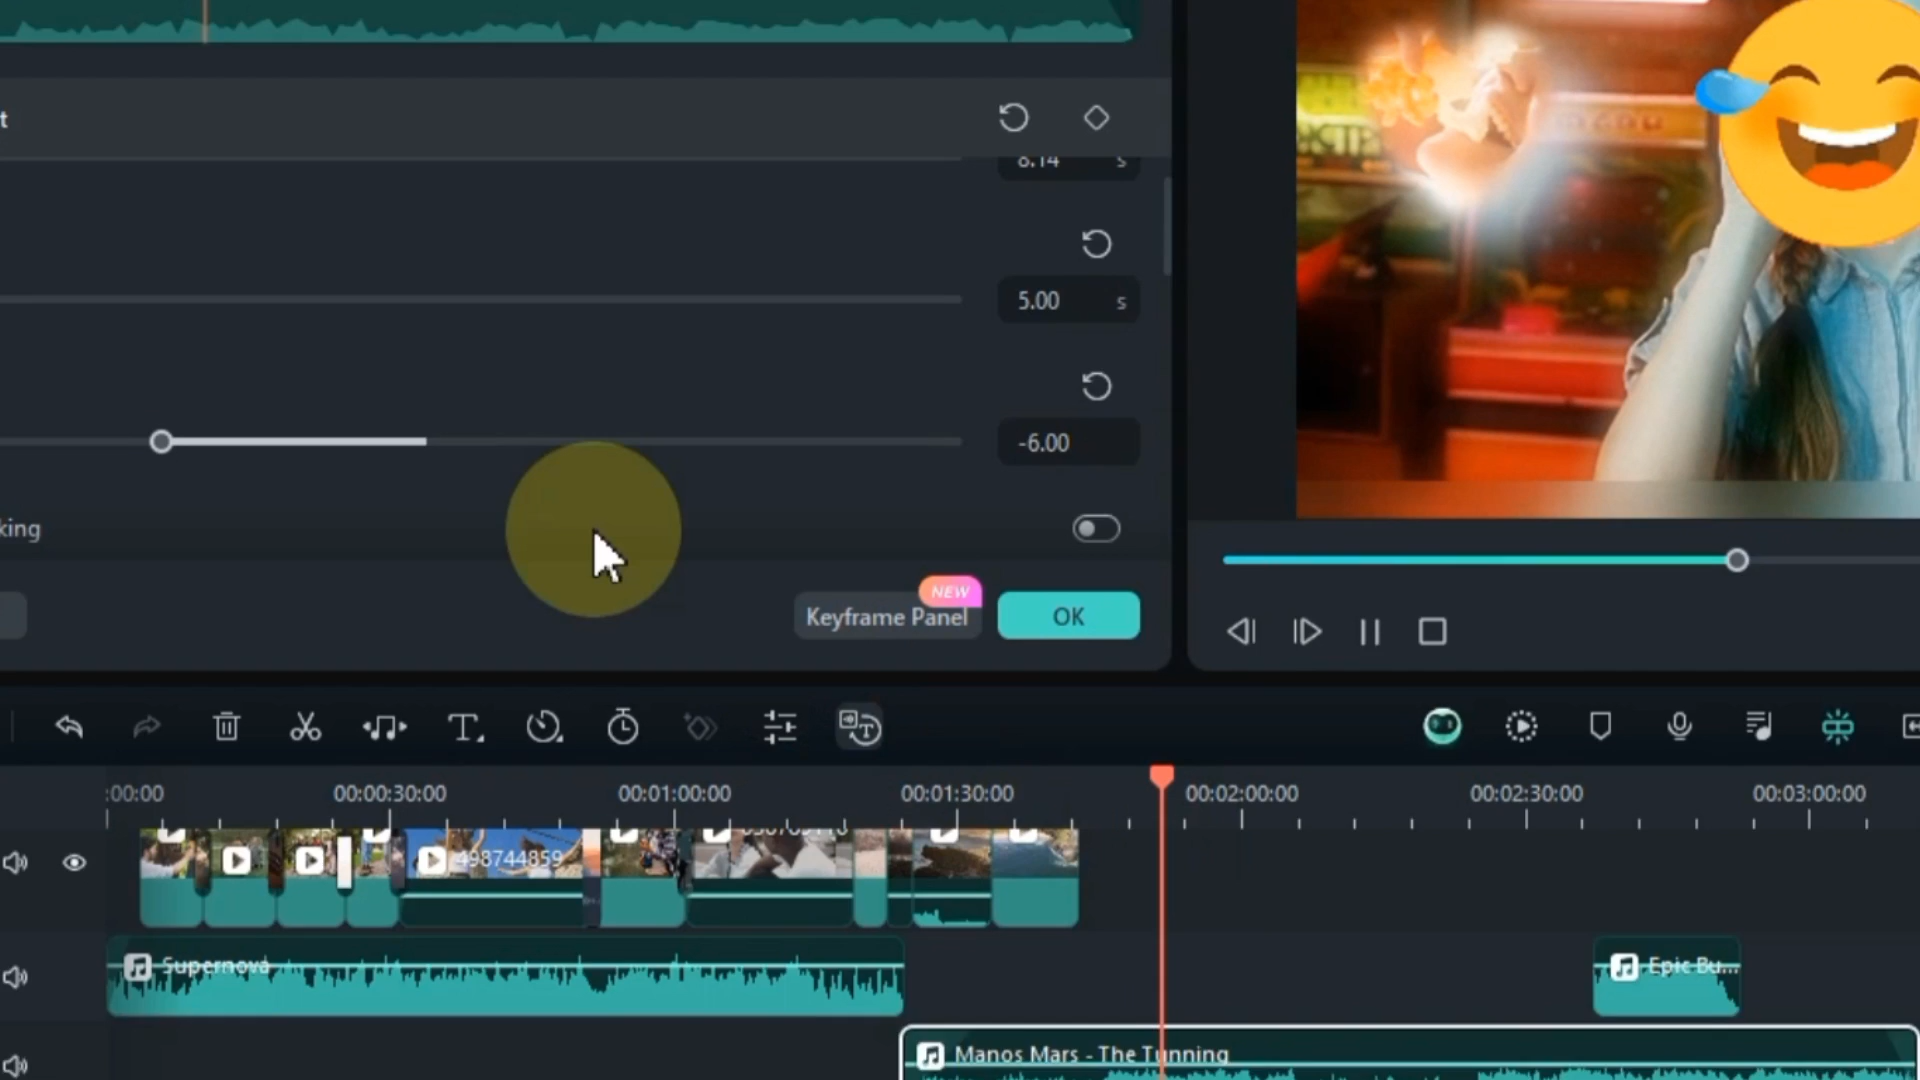 t
8.14 s
5.00 s
-6.00
king
NEW
Keyframe Panel
OK
:00:00
00:00:30:00
00:01:00:00
00:01:30:00
00:02:00:00
00:02:30:00
00:03:00:00
498744859
Supernova
Epic Bu...
Manos Mars - The Tunning